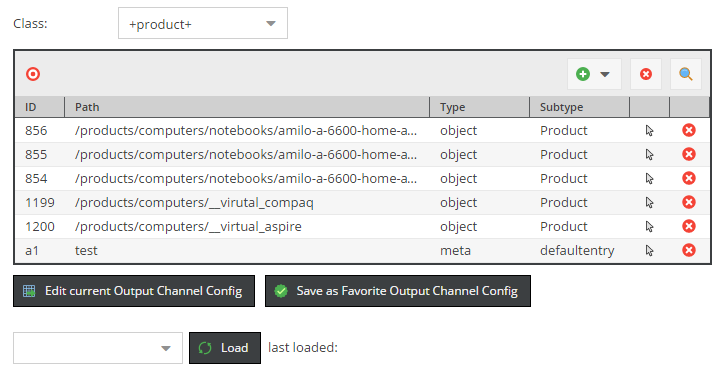 Class: +product+
ID Path Type Subtype
856 /products/computers/notebooks/amilo-a-6600-home-a... object Product
855 /products/computers/notebooks/amilo-a-6600-home-a... object Product
854 /products/computers/notebooks/amilo-a-6600-home-a... object Product
1199 /products/computers/__virutal_compaq object Product
1200 /products/computers/__virtual_aspire object Product
a1 test meta defaultentry
Edit current Output Channel Config Save as Favorite Output Channel Config
Load last loaded: